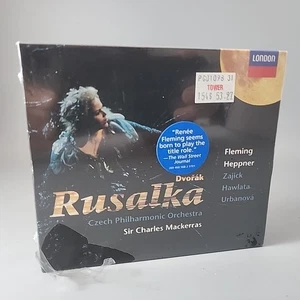 LONDON
TOWER
"Renée
Fleming seems
born to play the
title role."
—The Wall Street
Journal
Fleming
Heppner
Zajick
Hawlata
Urbanová
Dvořák
Rusalka
Czech Philharmonic Orchestra
Sir Charles Mackerras